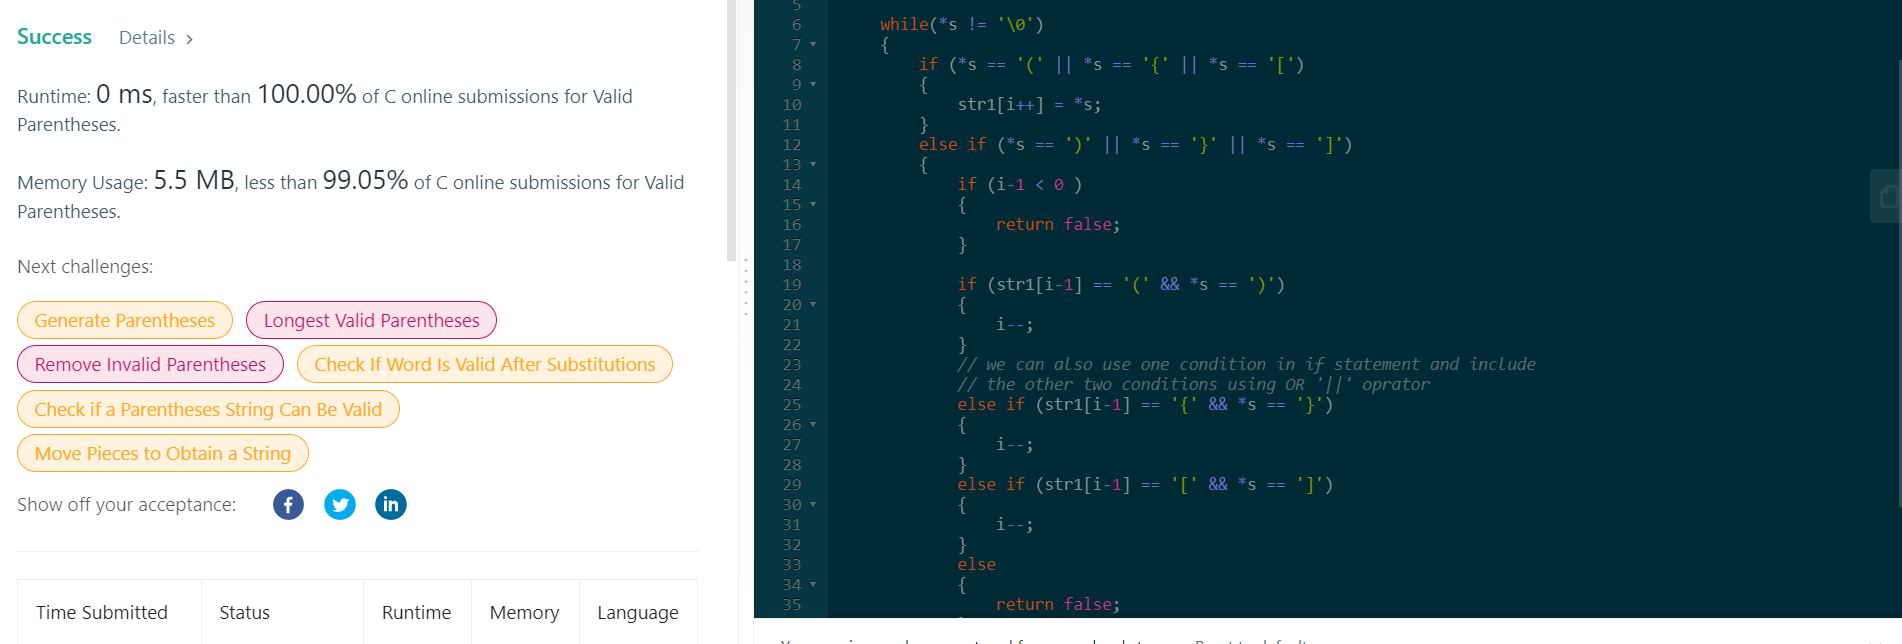 Success Details >
Runtime: 0 ms, faster than 100.00% of C online submissions for Valid
Parentheses.
Memory Usage: 5.5 MB, less than 99.05% of C online submissions for Valid
Parentheses.
Next challenges:
Generate Parentheses
Longest Valid Parentheses
Remove Invalid Parentheses
Check If Word Is Valid After Substitutions
Check if a Parentheses String Can Be Valid
Move Pieces to Obtain a String
Show off your acceptance:
Time Submitted Status Runtime Memory Language
5
6 while(*s != '\0')
7 {
8 if (*s == '(' || *s == '{' || *s == '[')
9 {
10 str1[i++] = *s;
11 }
12 else if (*s == ')' || *s == '}' || *s == ']')
13 {
14 if (i-1 < 0 )
15 {
16 return false;
17 }
18
19 if (str1[i-1] == '(' && *s == ')')
20 {
21 i--;
22 }
23 // we can also use one condition in if statement and include
24 // the other two conditions using OR '||' oprator
25 else if (str1[i-1] == '{' && *s == '}')
26 {
27 i--;
28 }
29 else if (str1[i-1] == '[' && *s == ']')
30 {
31 i--;
32 }
33 else
34 {
35 return false;